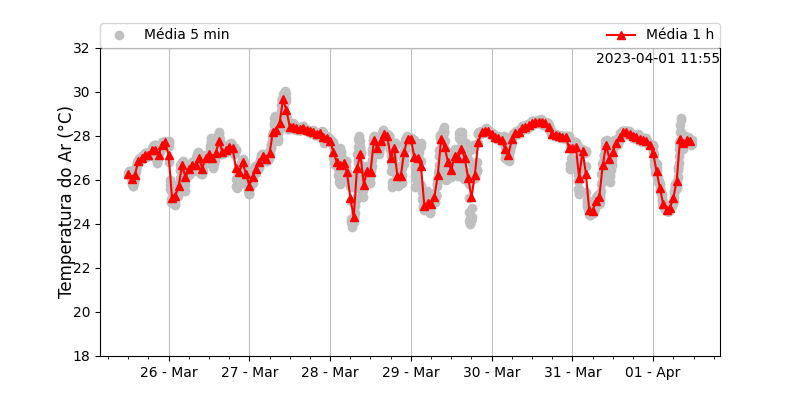 Média 5 min
Média 1 h
2023-04-01 11:55
Temperatura do Ar (°C)
32
30
28
26
24
22
20
18
26 - Mar
27 - Mar
28 - Mar
29 - Mar
30 - Mar
31 - Mar
01 - Apr